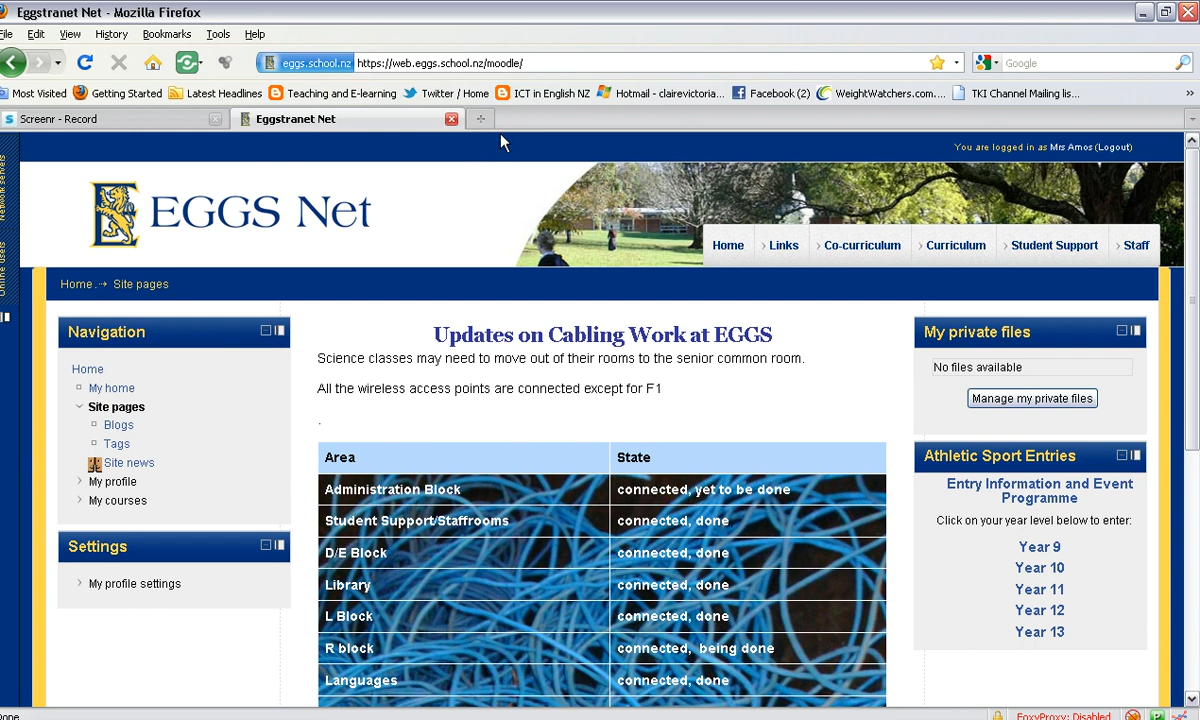 Eggstranet Net - Mozilla Firefox
File Edit View History Bookmarks Tools Help
eggs.school.nz https://web.eggs.school.nz/moodle/
Google
Most Visited Getting Started Latest Headlines Teaching and E-learning Twitter / Home ICT in English NZ Hotmail - clairevictoria... Facebook (2) WeightWatchers.com.... TKI Channel Mailing lis... »
Screenr - Record Eggstranet Net
You are logged in as Mrs Amos (Logout)
Network servers
Online users
EGGS Net
Home › Links › Co-curriculum › Curriculum › Student Support › Staff
Home Site pages
Navigation
Home
My home
Site pages
Blogs
Tags
Site news
My profile
My courses
Settings
My profile settings
Updates on Cabling Work at EGGS
Science classes may need to move out of their rooms to the senior common room.
All the wireless access points are connected except for F1
.
Area State
Administration Block connected, yet to be done
Student Support/Staffrooms connected, done
D/E Block connected, done
Library connected, done
L Block connected, done
R block connected, being done
Languages connected, done
My private files
No files available
Manage my private files
Athletic Sport Entries
Entry Information and Event
Programme
Click on your year level below to enter:
Year 9
Year 10
Year 11
Year 12
Year 13
Done
FoxyProxy: Disabled